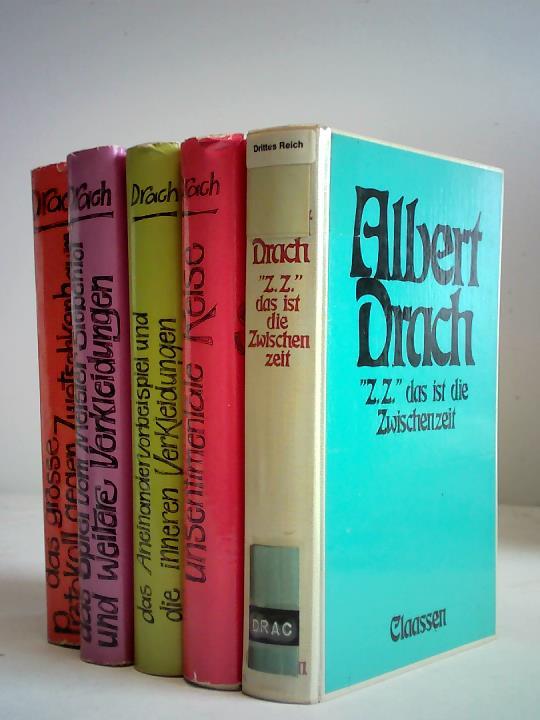 Drach
das grosse
Protokoll gegen Zwetschkenbaum
Drach
das Spiel vom Meister Siebentot
und weitere Verkleidungen
Drach
das Aneinandervorbeispiel und
die inneren Verkleidungen
Drach
unsentimentale Reise
Drittes Reich
Drach
"Z.Z."
das ist
die
Zwischen
zeit
DRAC
Albert
Drach
"Z.Z." das ist die
Zwischenzeit
Claassen